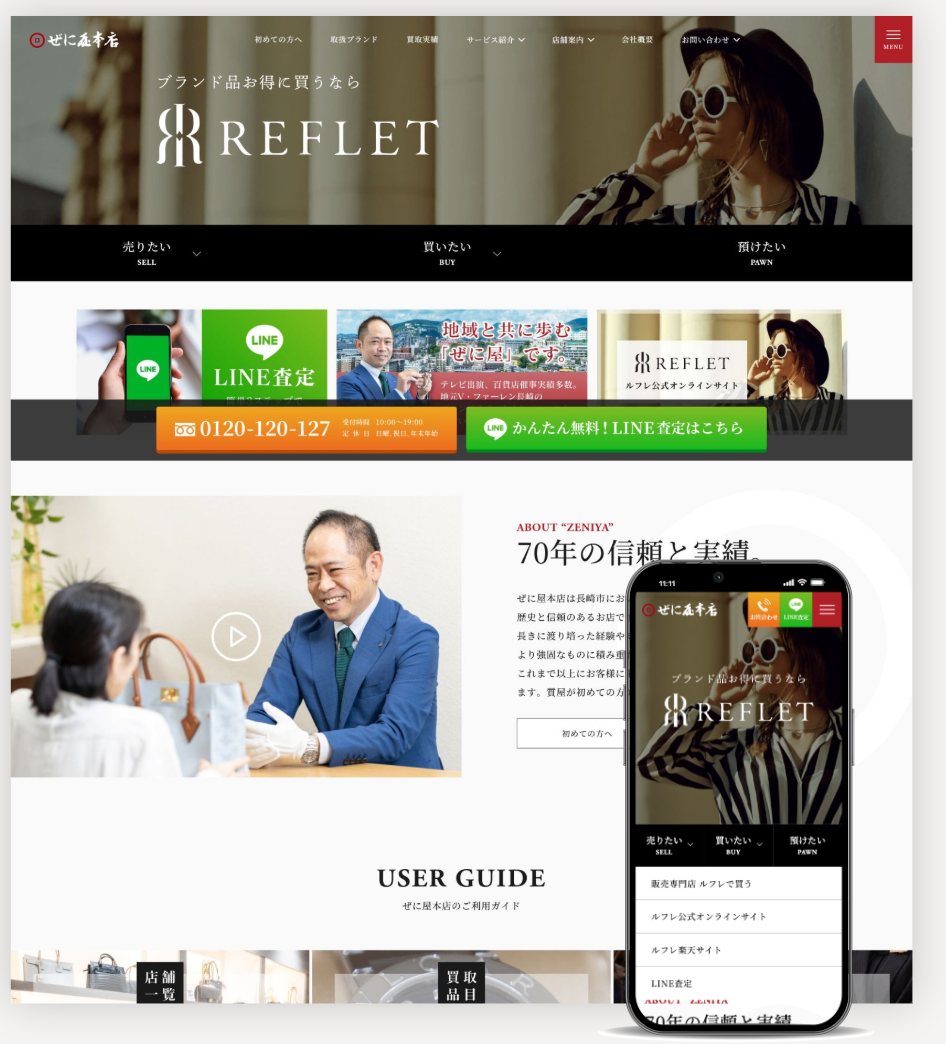 ぜに屋本店
初めての方へ 取扱ブランド 買取実績 サービス紹介 店舗案内 会社概要 お問い合わせ
MENU
ブランド品お得に買うなら
REFLET
売りたい
SELL
買いたい
BUY
預けたい
PAWN
LINE
LINE
LINE査定
地域と共に歩む
「ぜに屋」です。
テレビ出演、百貨店催事実績多数。
地元V・ファーレン長崎の
REFLET
ルフレ公式オンラインサイト
0120-120-127
受付時間 10:00～19:00
定休日 日曜、祝日、年末年始
LINE かんたん無料!LINE査定はこちら
ABOUT “ZENIYA”
70年の信頼と実績。
ぜに屋本店は長崎市にお
歴史と信頼のあるお店で
長きに渡り培った経験や
より強固なものに積み重
これまで以上にお客様に
ます。質屋が初めての方
初めての方へ
USER GUIDE
ぜに屋本店のご利用ガイド
店舗
一覧
買取
品目
11:11
ぜに屋本店
お問合わせ
LINE
LINE査定
ブランド品お得に買うなら
REFLET
売りたい
SELL
買いたい
BUY
預けたい
PAWN
販売専門店 ルフレで買う
ルフレ公式オンラインサイト
ルフレ楽天サイト
LINE査定
ABOUT “ZENIYA”
70年の信頼と実績